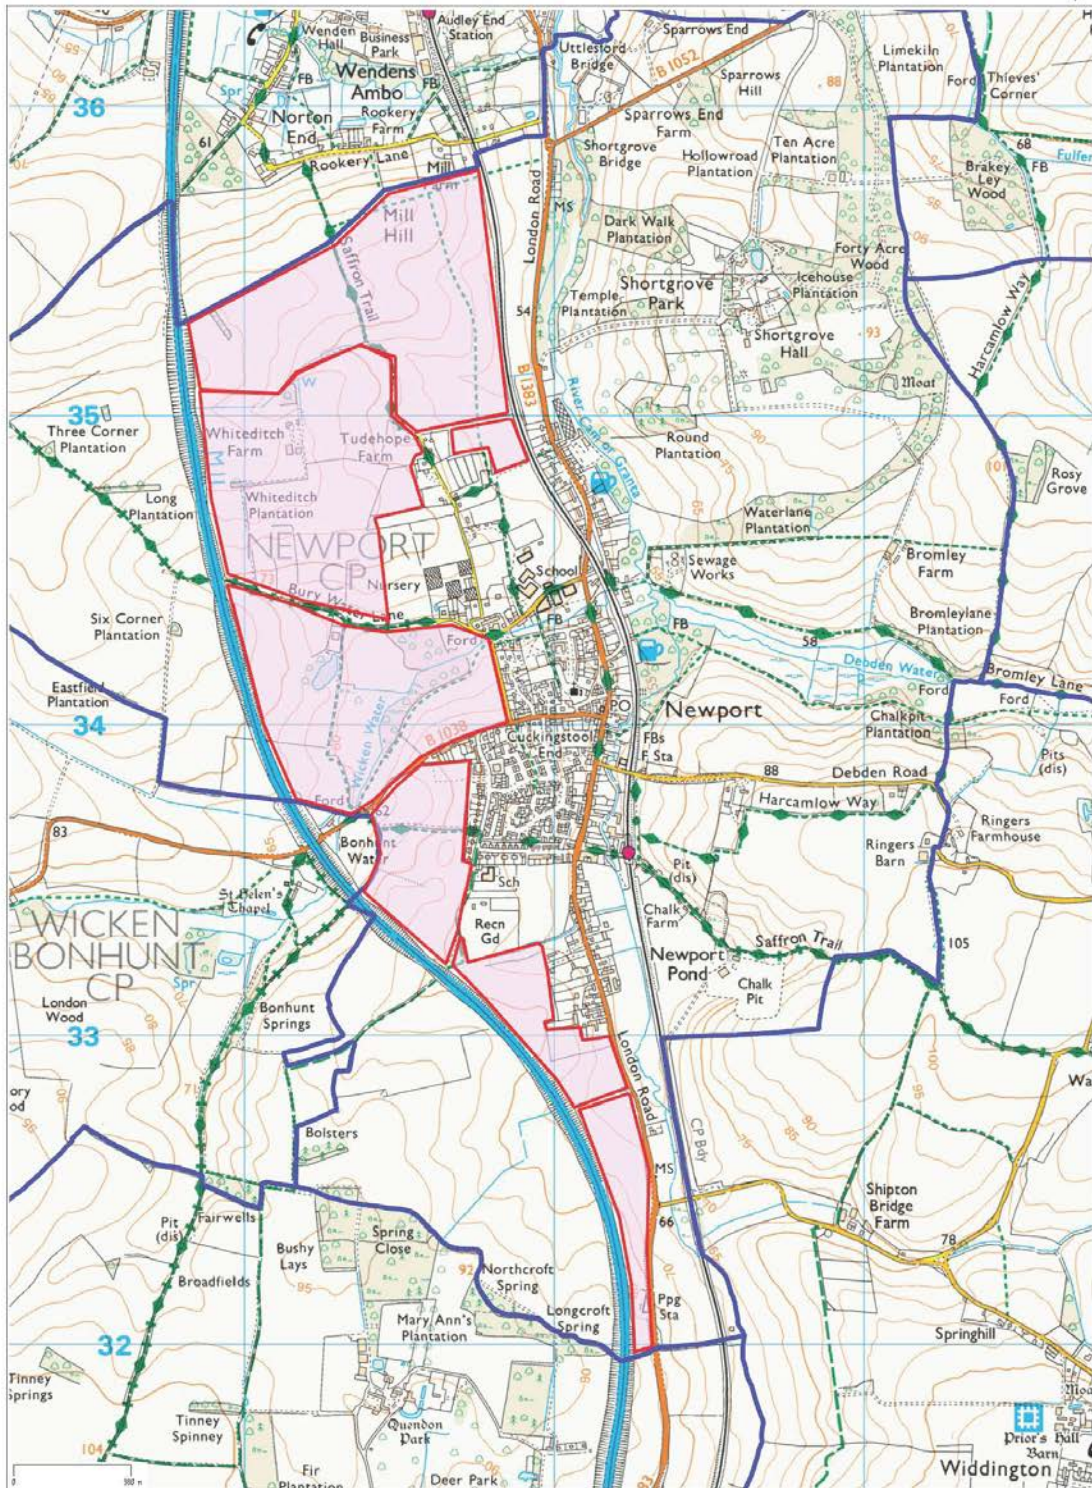 Audley End
Station
Sparrows End
Wenden
Hall
Business
Park
Uttlesford
Bridge
B 1052
Limekiln
Plantation
FB
Wendens
Ambo
FB
Sparrows
Hill
88
Ford
Thieves'
Corner
Spr
36
Norton
End
Rookery
Farm
Sparrows End
Farm
61
Rookery Lane
Mill
Shortgrove
Bridge
Hollowroad
Plantation
Ten Acre
Plantation
68
FB
Brakey
Ley
Wood
London Road
MS
Mill
Hill
Dark Walk
Plantation
Forty Acre
Wood
Saffron Trail
Shortgrove
Park
Icehouse
Plantation
Temple
Plantation
54
Harcamlow Way
93
Shortgrove
Hall
B 1383
Moat
W
35
River Cam or Granta
Three Corner
Plantation
Whiteditch
Farm
Tudehope
Farm
Round
Plantation
101
Rosy
Grove
Long
Plantation
Whiteditch
Plantation
Waterlane
Plantation
NEWPORT
CP
School
Sewage
Works
Bromley
Farm
73
Nursery
Bury Water Lane
Six Corner
Plantation
FB
Ford
FB
58
Bromleylane
Plantation
Debden Water
Ford
Bromley Lane
Ford
Eastfield
Plantation
34
Wicken Water
B 1038
PO
Newport
Cuckingstool
End
FBs
F Sta
Chalkpit
Plantation
Pits
(dis)
88
Debden Road
Ford
62
Harcamlow Way
83
Bonhunt
Water
Ringers
Farmhouse
Ringers
Barn
St Helen's
Chapel
Sch
Pit
(dis)
Recn
Gd
Chalk
Farm
WICKEN
BONHUNT
CP
Saffron Trail
105
Newport
Pond
Spr
Chalk
Pit
London
Wood
Bonhunt
Springs
33
London Road
71
CP Bdy
Bolsters
MS
Shipton
Bridge
Farm
66
Pit
(dis)
Fairwells
Spring
Close
78
Broadfields
Bushy
Lays
92
Northcroft
Spring
Longcroft
Spring
Ppg
Sta
Mary Ann's
Plantation
32
Springhill
Tinney
Springs
Tinney
Spinney
Quendon
Park
104
Prior's Hall
Barn
Widdington
Fir
Plantation
Deer Park
93